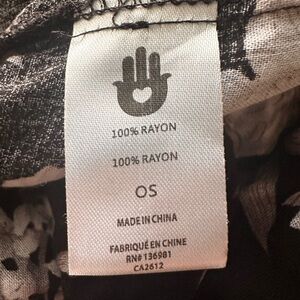 100% RAYON
100% RAYON
OS
MADE IN CHINA
FABRIQUÉ EN CHINE
RN# 136981
CA2612